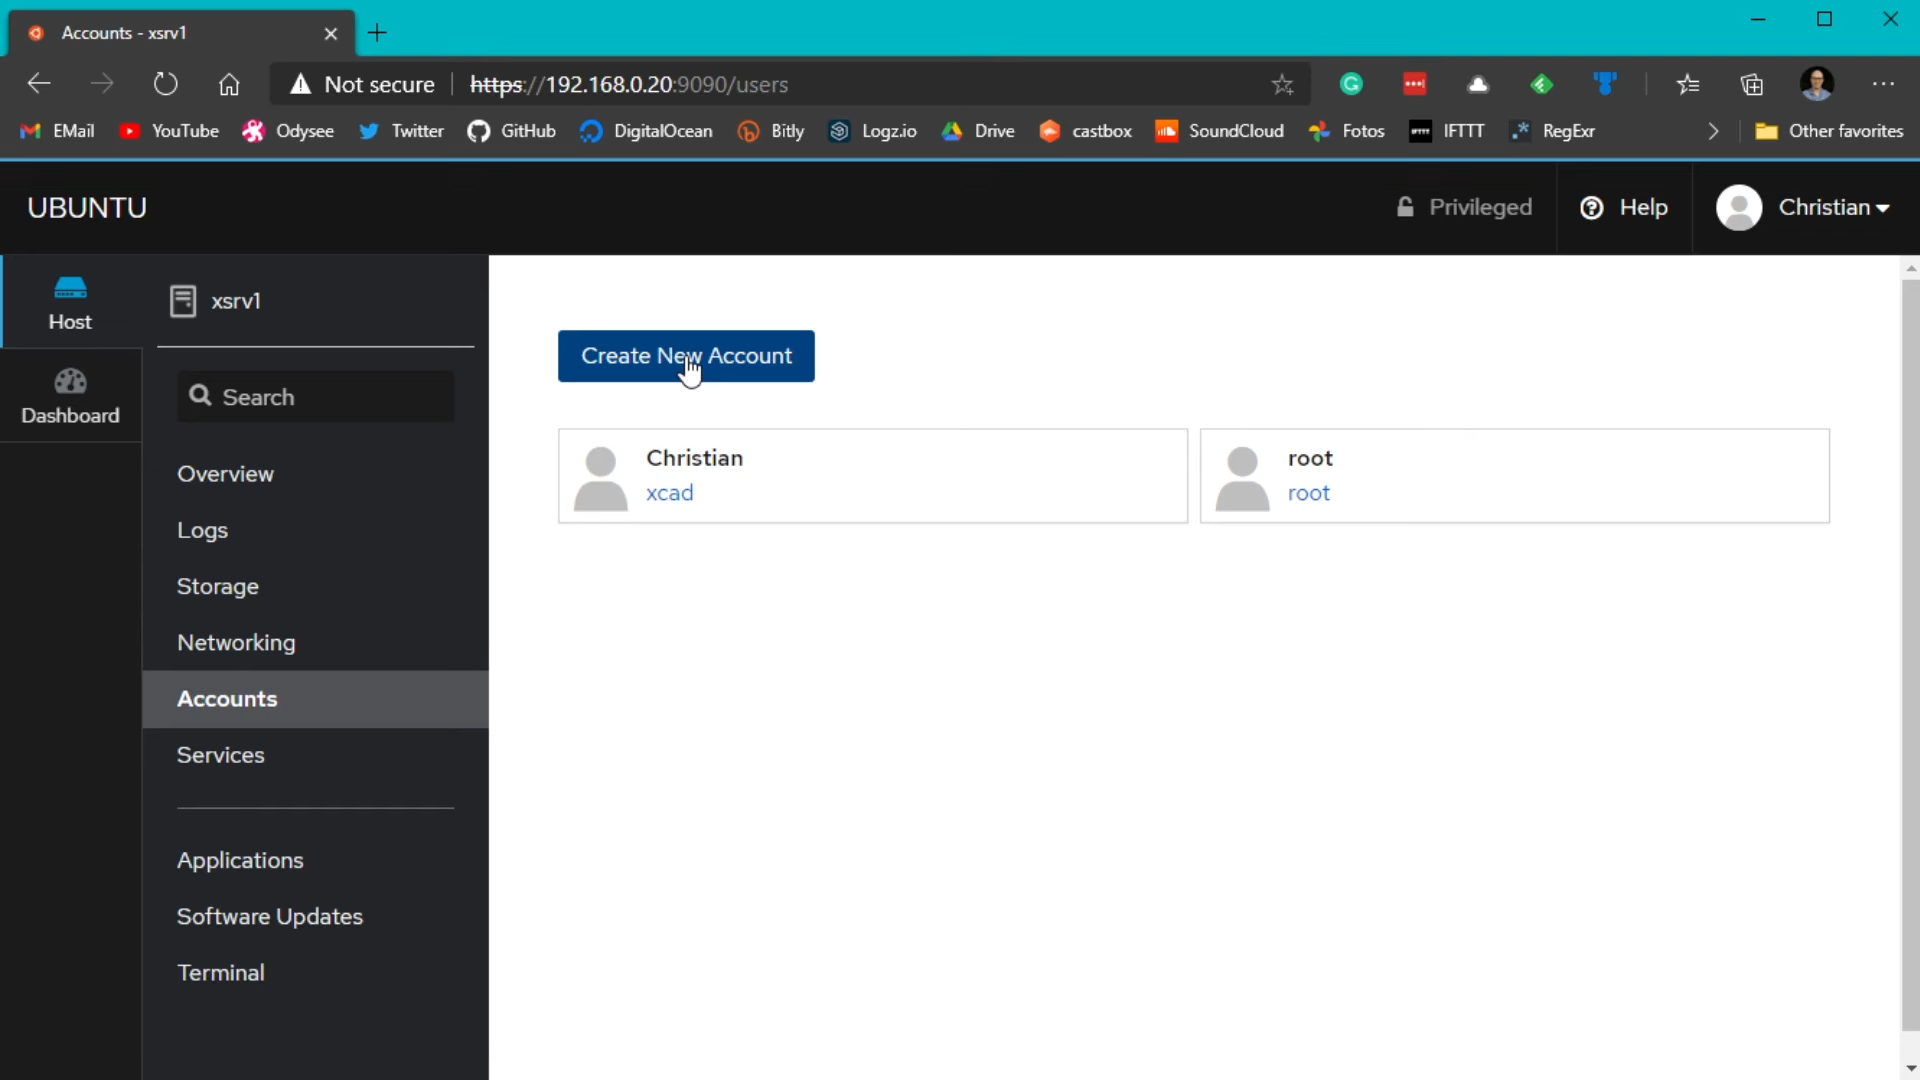 Accounts - xsrv1
Not secure https://192.168.0.20:9090/users
EMail YouTube Odysee Twitter GitHub DigitalOcean Bitly Logz.io Drive castbox SoundCloud Fotos IFTTT RegExr Other favorites
UBUNTU Privileged Help Christian
Host
Dashboard
xsrv1
Search
Overview
Logs
Storage
Networking
Accounts
Services
Applications
Software Updates
Terminal
Create New Account
Christian
xcad
root
root